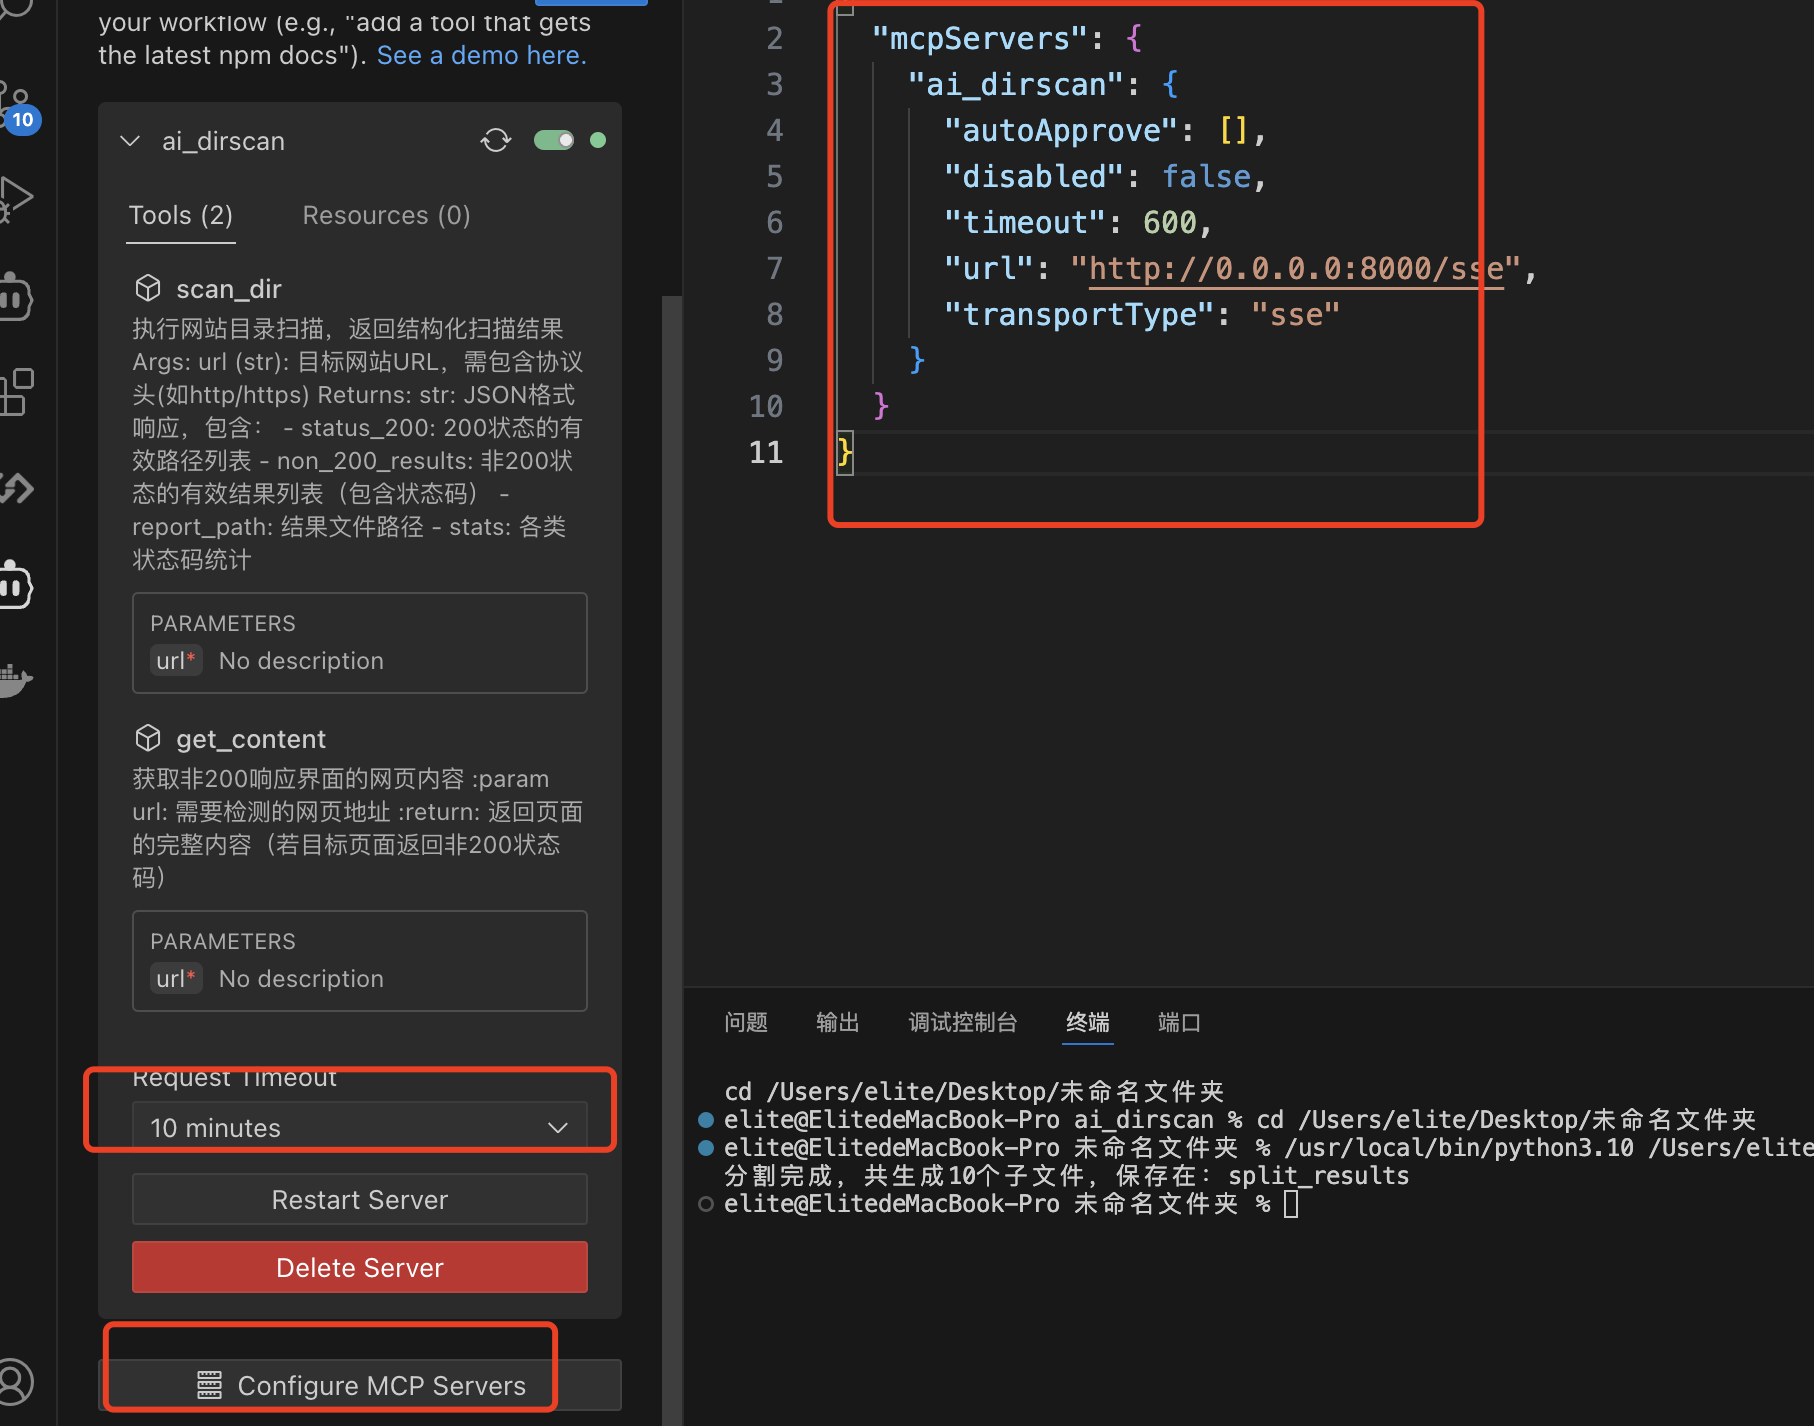 your workflow (e.g., "add a tool that gets
the latest npm docs"). See a demo here.
10
ai_dirscan
Tools (2)
Resources (0)
scan_dir
执行网站目录扫描，返回结构化扫描结果
Args: url (str): 目标网站URL，需包含协议
头(如http/https) Returns: str: JSON格式
响应，包含： - status_200: 200状态的有
效路径列表 - non_200_results: 非200状
态的有效结果列表（包含状态码） -
report_path: 结果文件路径 - stats: 各类
状态码统计
PARAMETERS
url* No description
get_content
获取非200响应界面的网页内容 :param
url: 需要检测的网页地址 :return: 返回页面
的完整内容（若目标页面返回非200状态
码）
PARAMETERS
url* No description
Request Timeout
10 minutes
Restart Server
Delete Server
Configure MCP Servers
2 "mcpServers": {
3 "ai_dirscan": {
4 "autoApprove": [],
5 "disabled": false,
6 "timeout": 600,
7 "url": "http://0.0.0.0:8000/sse",
8 "transportType": "sse"
9 }
10 }
11 }
问题
输出
调试控制台
终端
端口
cd /Users/elite/Desktop/未命名文件夹
elite@ElitedeMacBook-Pro ai_dirscan % cd /Users/elite/Desktop/未命名文件夹
elite@ElitedeMacBook-Pro 未命名文件夹 % /usr/local/bin/python3.10 /Users/elite
分割完成，共生成10个子文件，保存在：split_results
elite@ElitedeMacBook-Pro 未命名文件夹 %